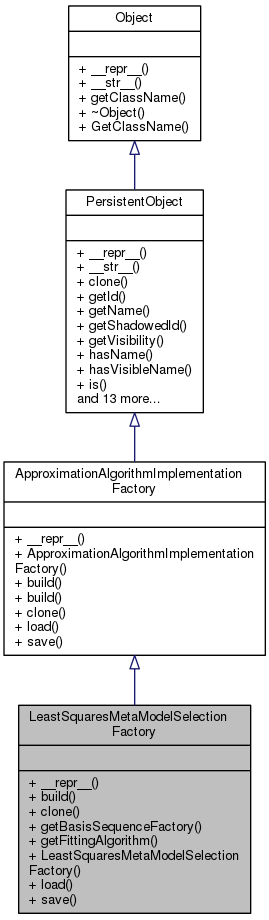 Object
+ __repr__()
+ __str__()
+ getClassName()
+ ~Object()
+ GetClassName()
PersistentObject
+ __repr__()
+ __str__()
+ clone()
+ getId()
+ getName()
+ getShadowedId()
+ getVisibility()
+ hasName()
+ hasVisibleName()
+ is()
and 13 more...
ApproximationAlgorithmImplementation
Factory
+ __repr__()
+ ApproximationAlgorithmImplementation
Factory()
+ build()
+ build()
+ clone()
+ load()
+ save()
LeastSquaresMetaModelSelection
Factory
+ __repr__()
+ build()
+ clone()
+ getBasisSequenceFactory()
+ getFittingAlgorithm()
+ LeastSquaresMetaModelSelection
Factory()
+ load()
+ save()